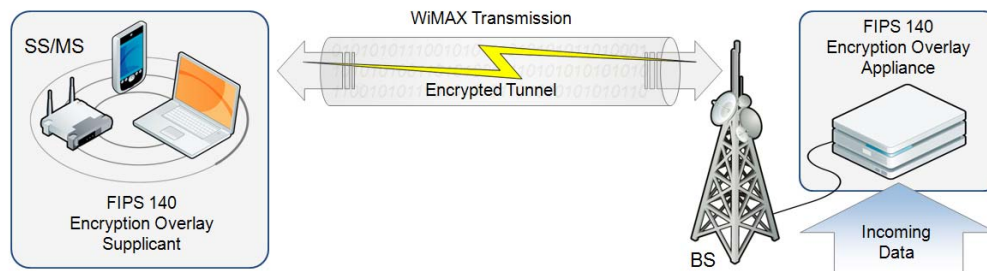 WiMAX Transmission
SS/MS
Encrypted Tunnel
FIPS 140
Encryption Overlay
Supplicant
BS
FIPS 140
Encryption Overlay
Appliance
Incoming
Data